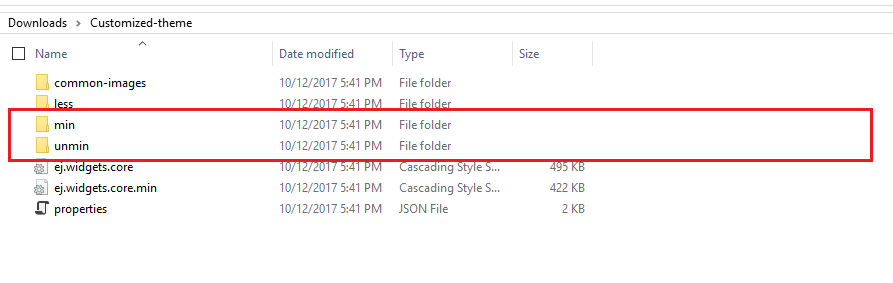 Downloads > Customized-theme
Name Date modified Type Size
common-images 10/12/2017 5:41 PM File folder
less 10/12/2017 5:41 PM File folder
min 10/12/2017 5:41 PM File folder
unmin 10/12/2017 5:41 PM File folder
ej.widgets.core 10/12/2017 5:41 PM Cascading Style S... 495 KB
ej.widgets.core.min 10/12/2017 5:41 PM Cascading Style S... 422 KB
properties 10/12/2017 5:41 PM JSON File 2 KB